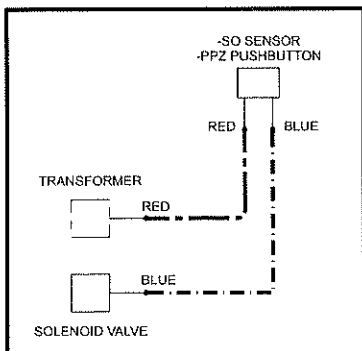 -SO SENSOR
-PPZ PUSHBUTTON
RED BLUE
TRANSFORMER
RED
BLUE
SOLENOID VALVE